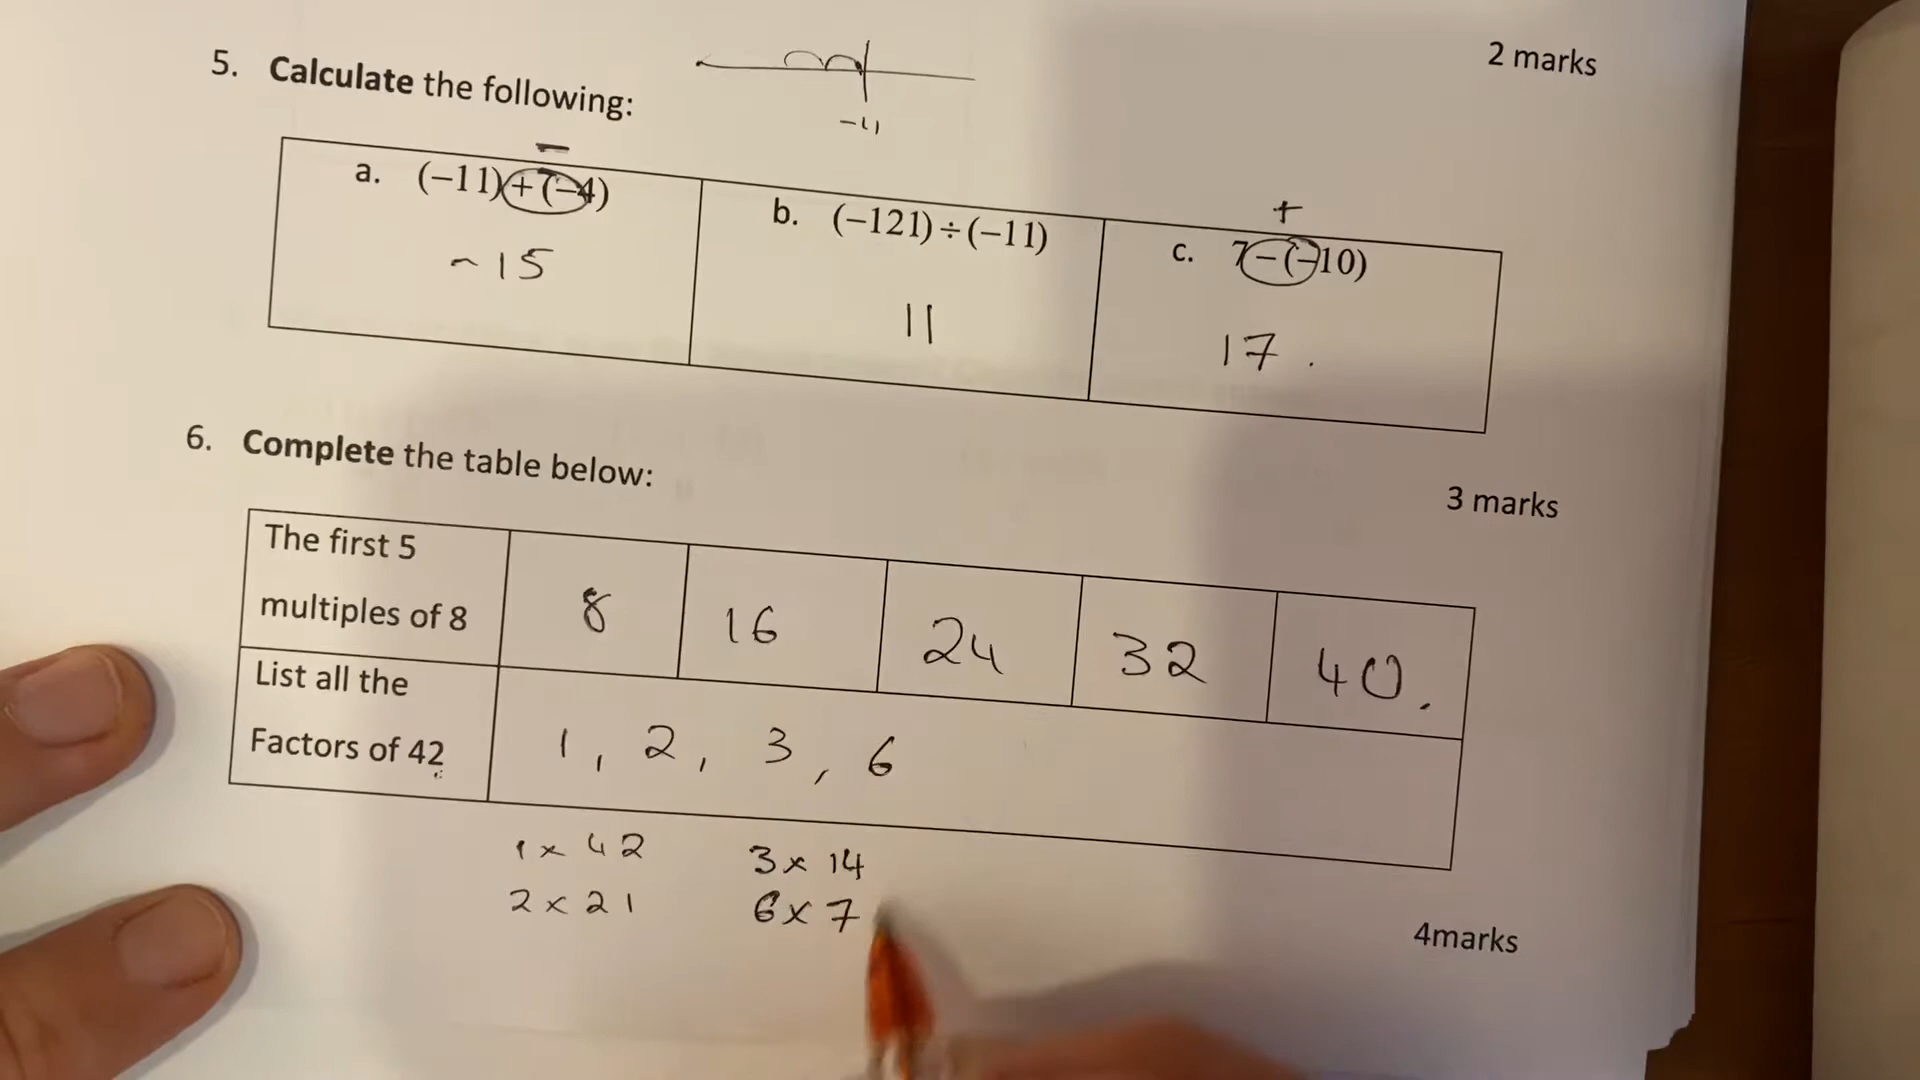 2 marks
5. Calculate the following:
-11
−
a. (−11)+(−4)
-15
b. (−121)÷(−11)
11
+
c. 7−(−10)
17.
3 marks
6. Complete the table below:
The first 5 multiples of 8
8 16 24 32 40.
List all the
Factors of 42
1, 2, 3, 6
1 x 42 3 x 14
2 x 21 6 x 7
4marks